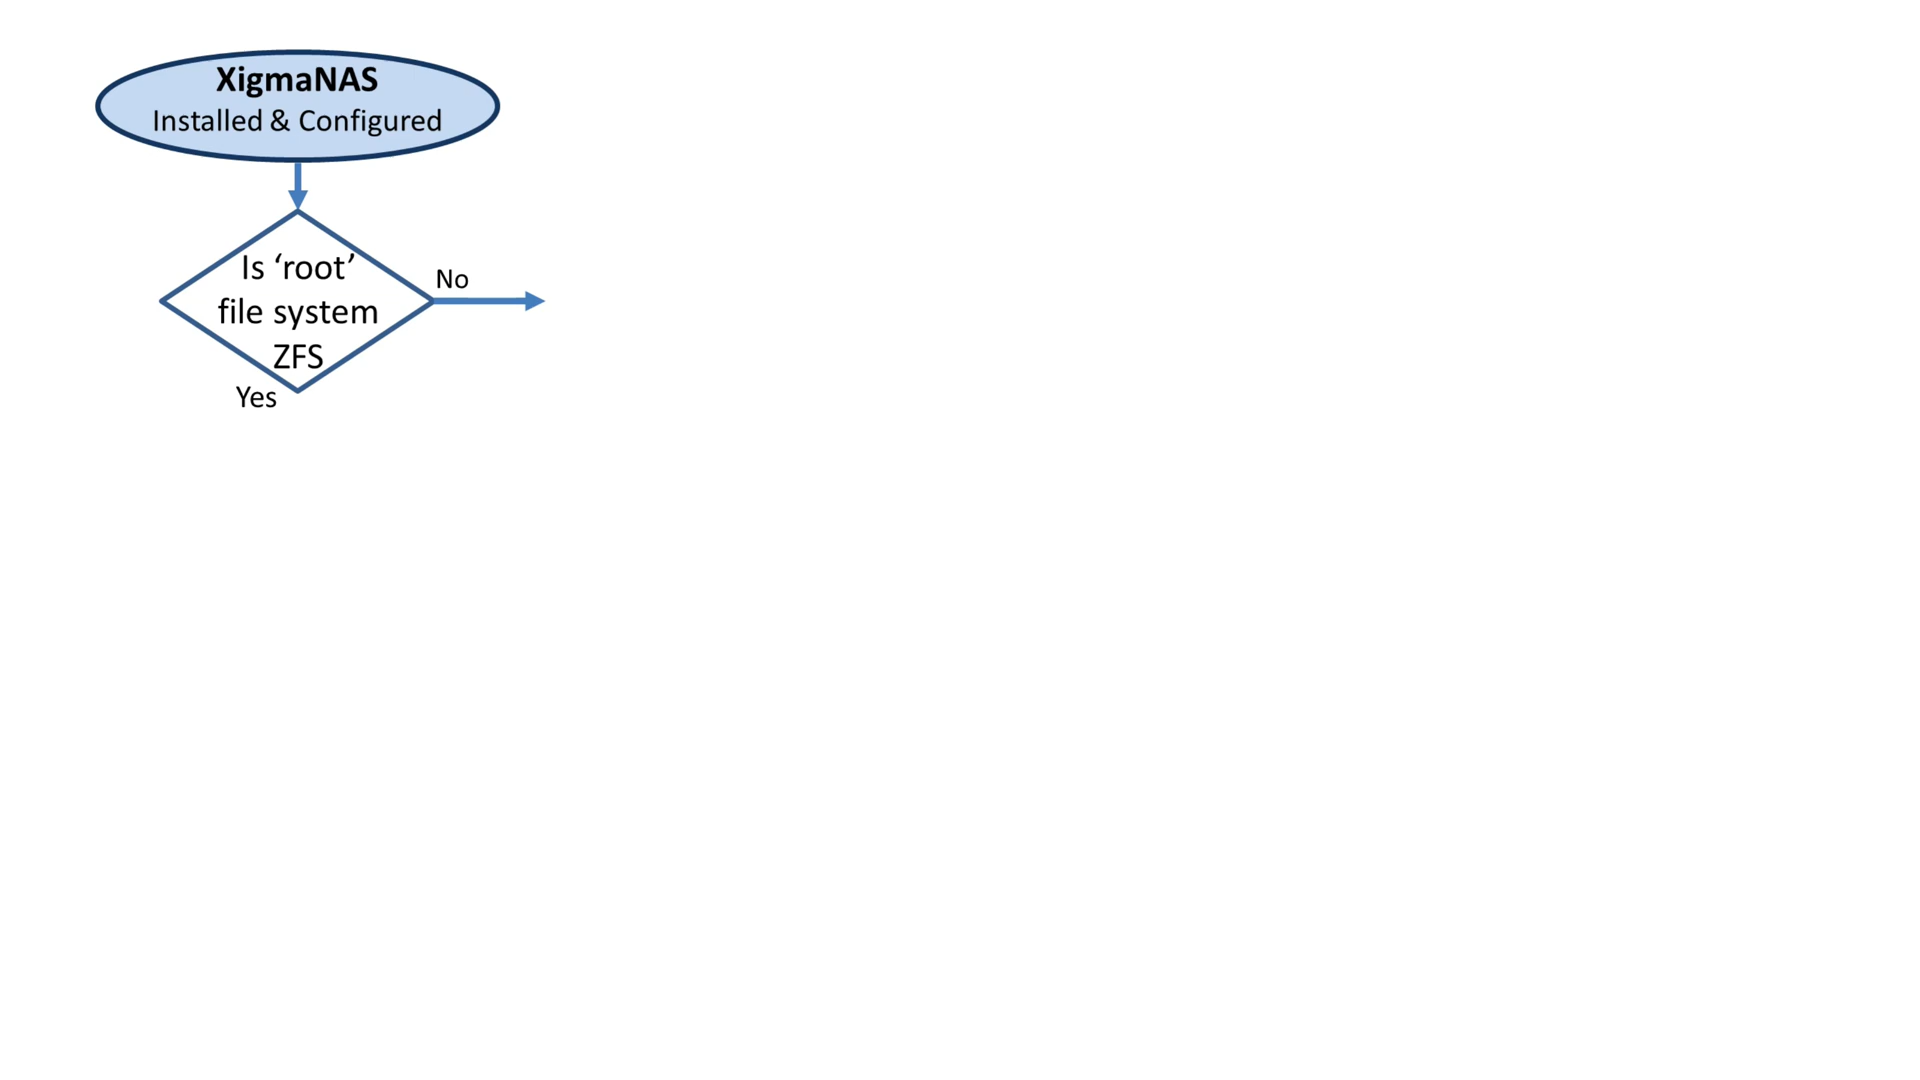 XigmaNAS
Installed & Configured
Is ‘root’
file system
ZFS
No
Yes